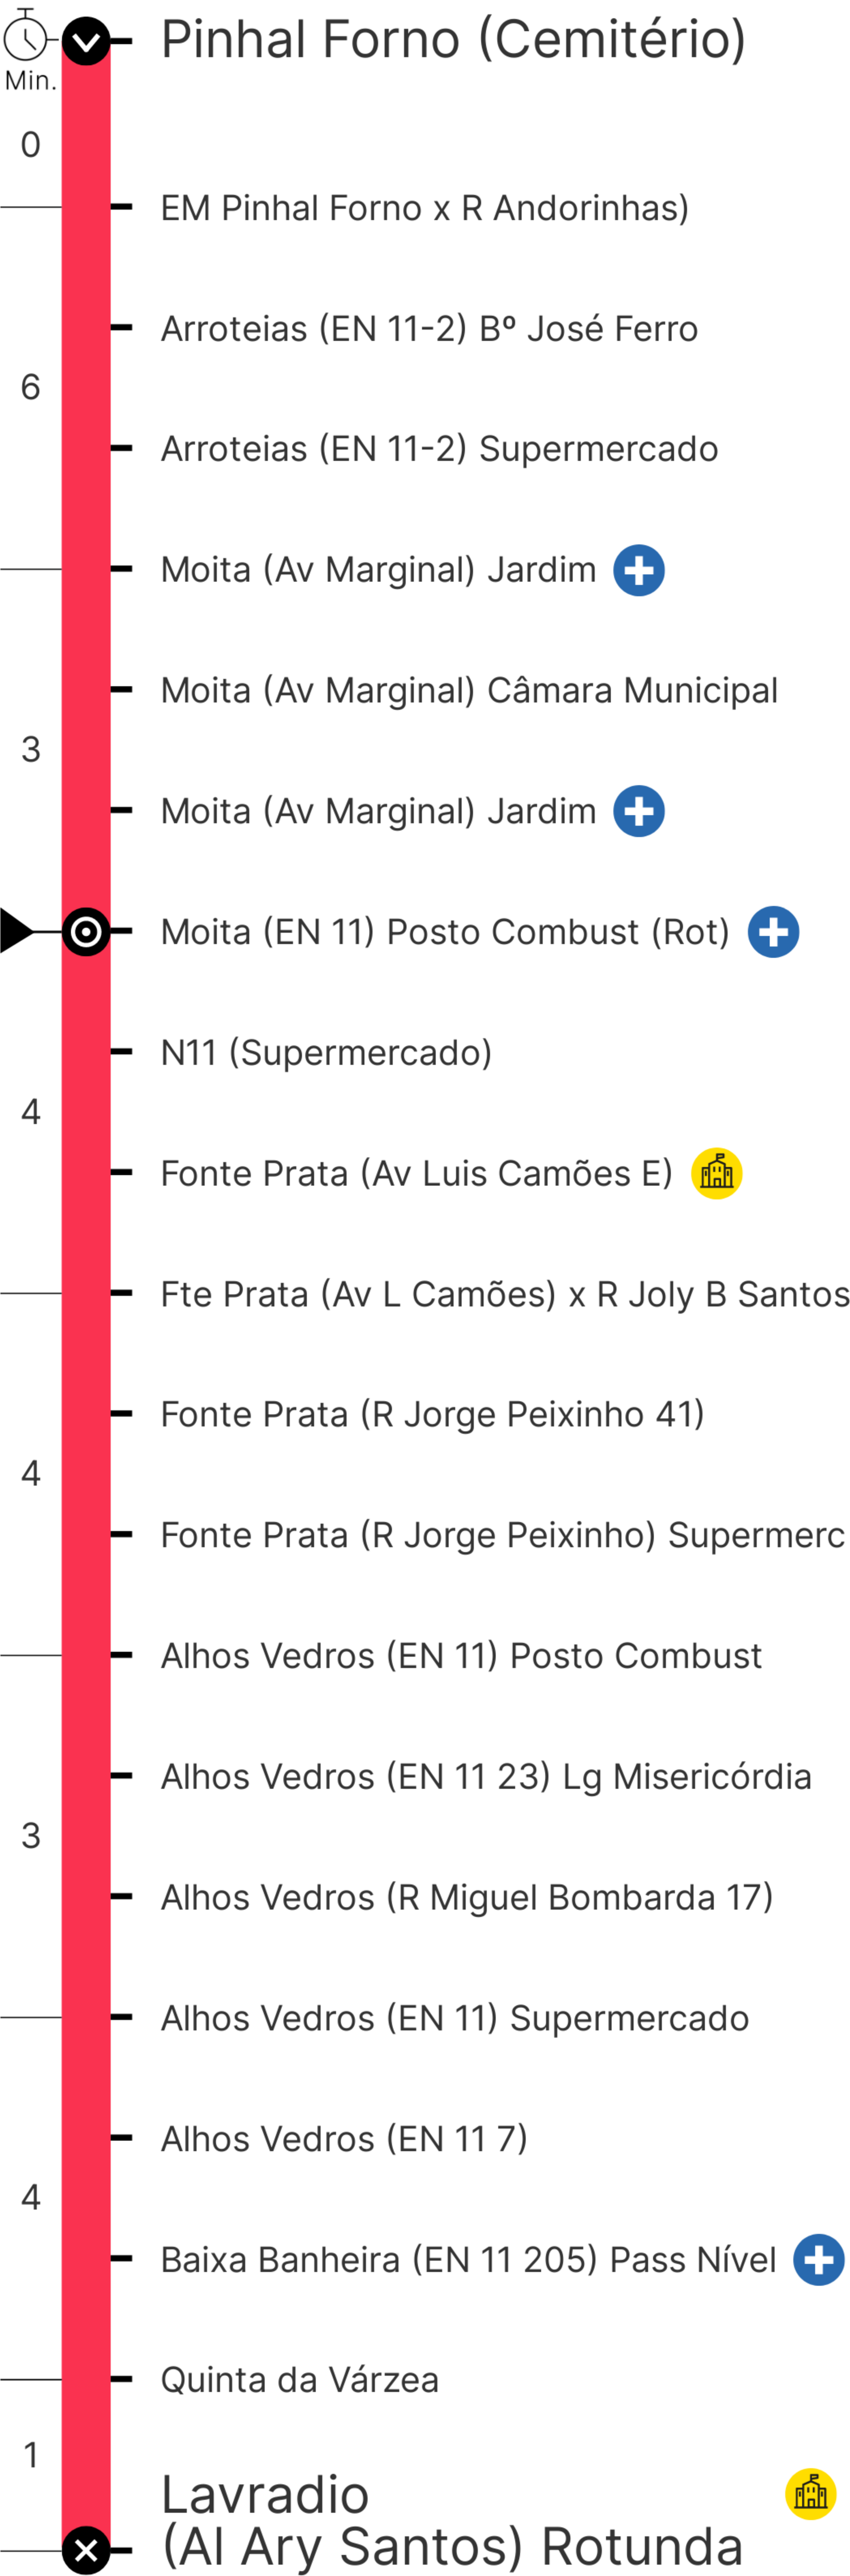 Pinhal Forno (Cemitério)
Min.
0
EM Pinhal Forno x R Andorinhas)
Arroteias (EN 11-2) Bº José Ferro
6
Arroteias (EN 11-2) Supermercado
Moita (Av Marginal) Jardim
Moita (Av Marginal) Câmara Municipal
3
Moita (Av Marginal) Jardim
Moita (EN 11) Posto Combust (Rot)
N11 (Supermercado)
4
Fonte Prata (Av Luis Camões E)
Fte Prata (Av L Camões) x R Joly B Santos
Fonte Prata (R Jorge Peixinho 41)
4
Fonte Prata (R Jorge Peixinho) Supermerc
Alhos Vedros (EN 11) Posto Combust
Alhos Vedros (EN 11 23) Lg Misericórdia
3
Alhos Vedros (R Miguel Bombarda 17)
Alhos Vedros (EN 11) Supermercado
Alhos Vedros (EN 11 7)
4
Baixa Banheira (EN 11 205) Pass Nível
Quinta da Várzea
1
Lavradio
(Al Ary Santos) Rotunda